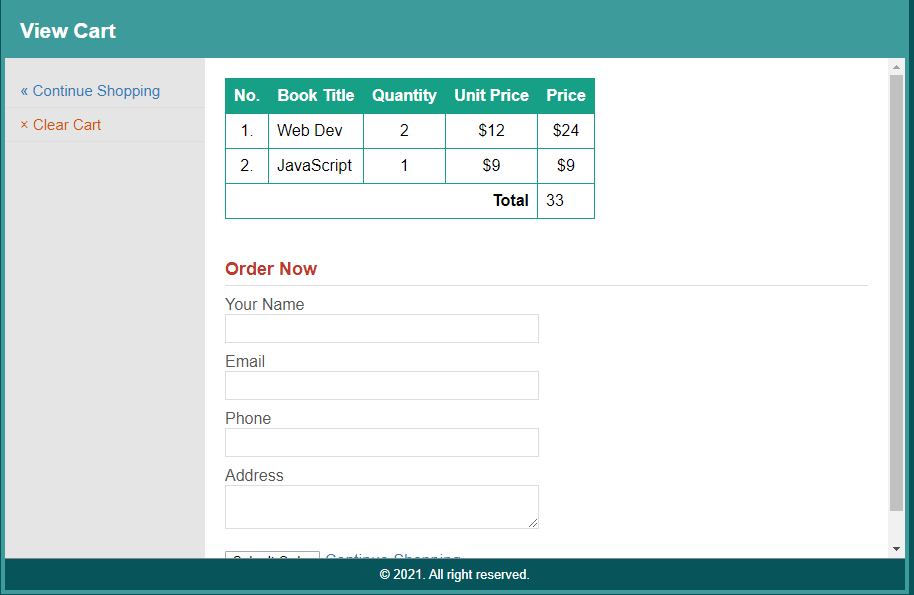 View Cart
« Continue Shopping
× Clear Cart
No. Book Title Quantity Unit Price Price
1. Web Dev 2 $12 $24
2. JavaScript 1 $9 $9
Total 33
Order Now
Your Name
Email
Phone
Address
Submit Order Continue Shopping
© 2021. All right reserved.